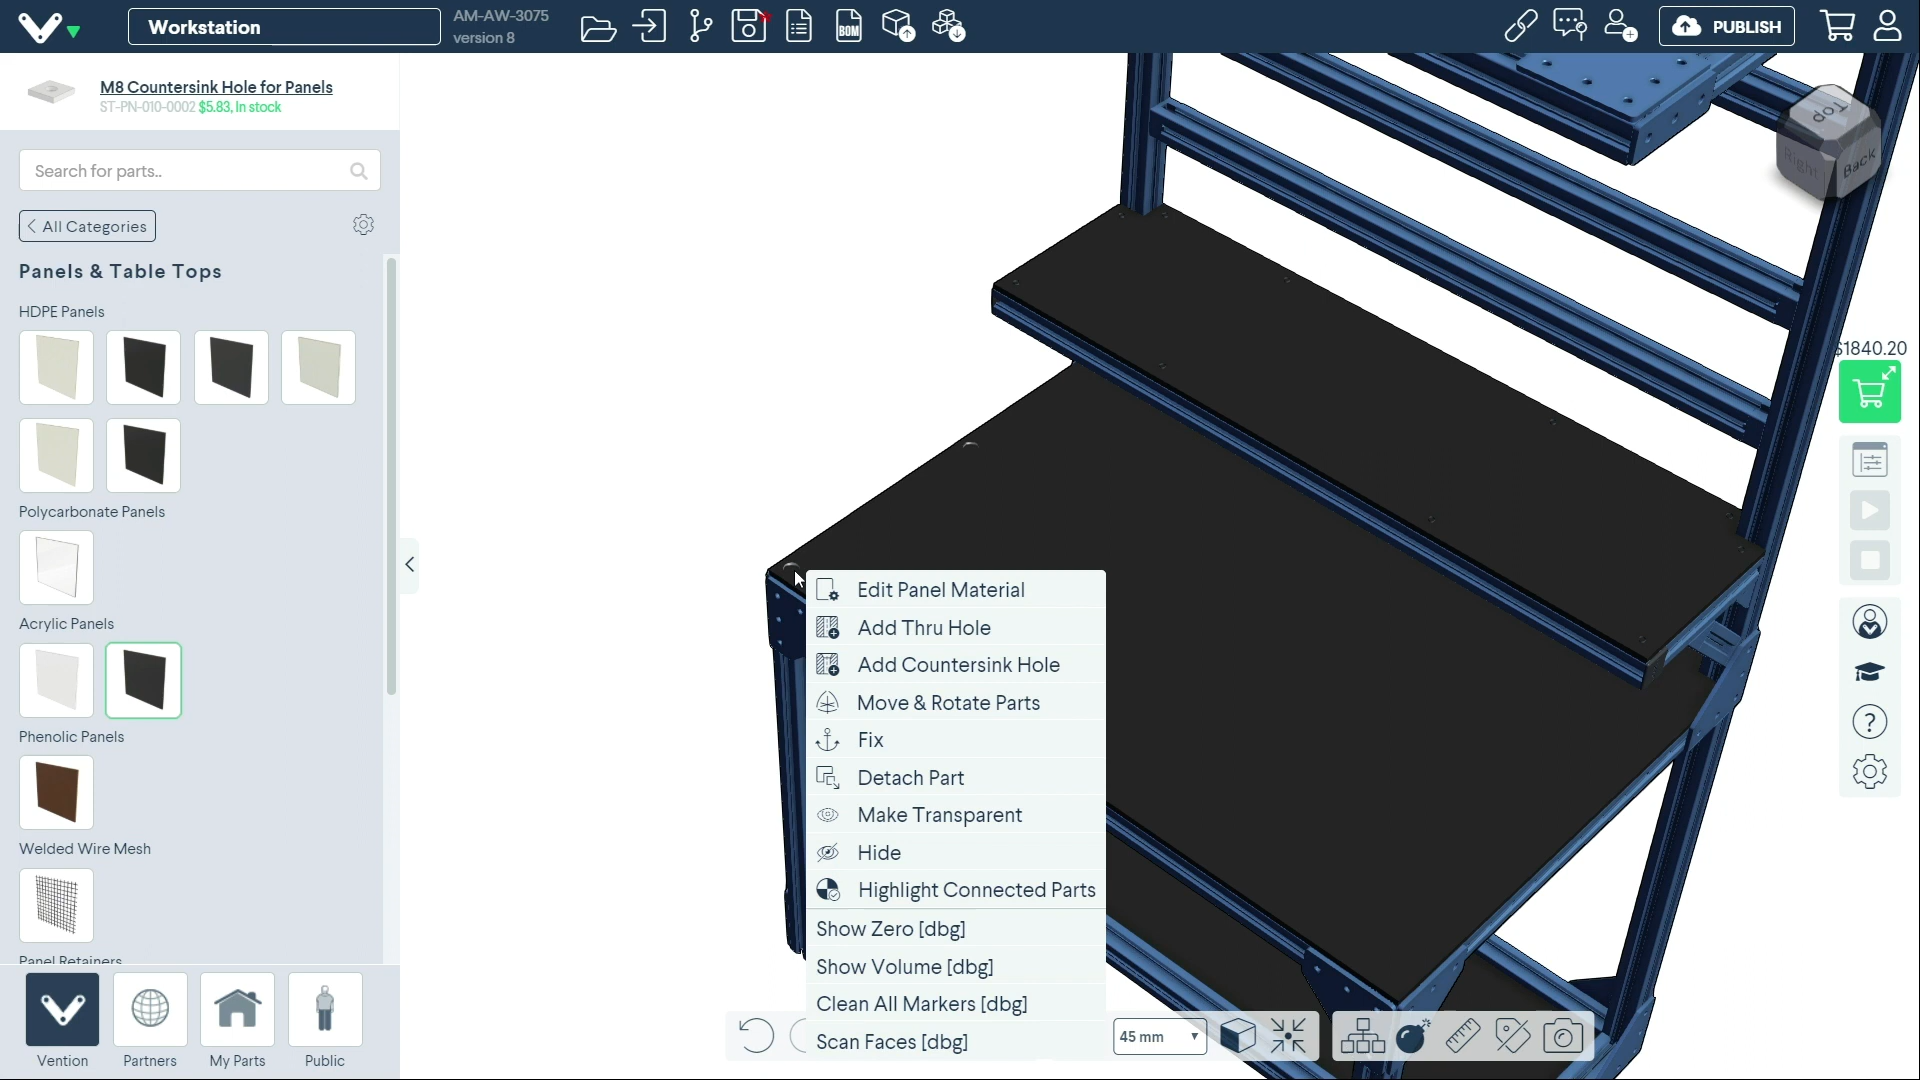 Workstation
AM-AW-3075
version 8
BOM
PUBLISH
M8 Countersink Hole for Panels
ST-PN-010-0002 $5.83, In stock
Search for parts..
All Categories
Panels & Table Tops
HDPE Panels
Polycarbonate Panels
Acrylic Panels
Phenolic Panels
Welded Wire Mesh
Panel Retainers
Vention
Partners
My Parts
Public
Edit Panel Material
Add Thru Hole
Add Countersink Hole
Move & Rotate Parts
Fix
Detach Part
Make Transparent
Hide
Highlight Connected Parts
Show Zero [dbg]
Show Volume [dbg]
Clean All Markers [dbg]
Scan Faces [dbg]
45 mm
Top
Right
Back
$1840.20
?